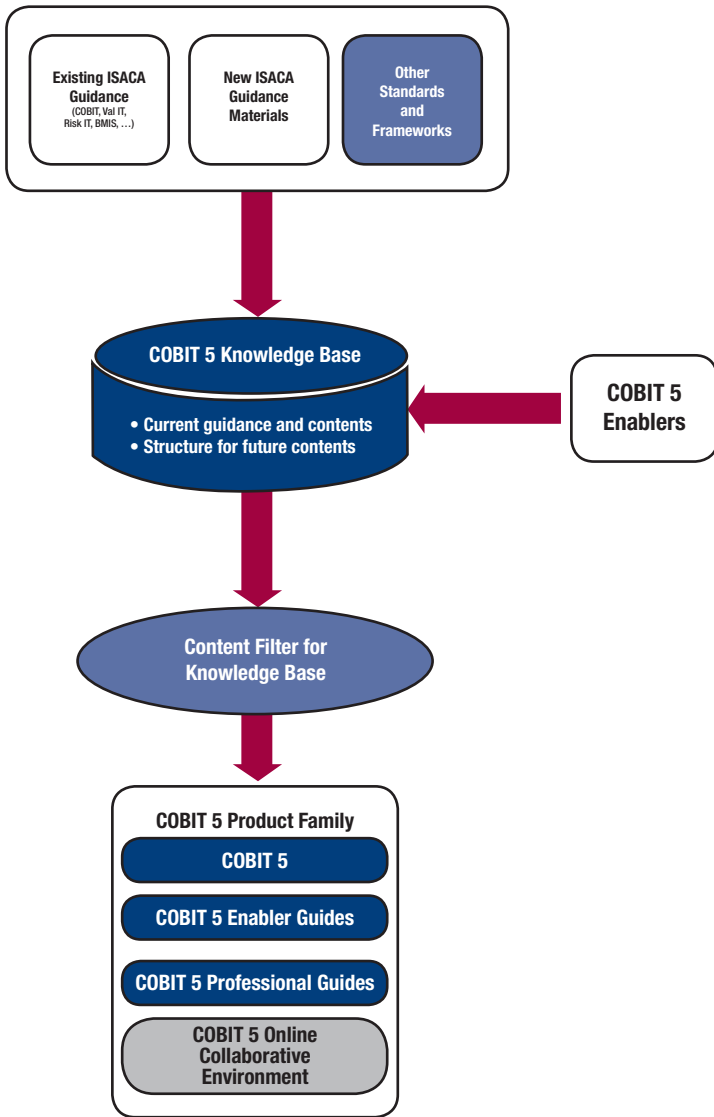 Existing ISACA
Guidance
(COBIT, Val IT,
Risk IT, BMIS, …)
New ISACA
Guidance
Materials
Other
Standards
and
Frameworks
COBIT 5 Knowledge Base
• Current guidance and contents
• Structure for future contents
COBIT 5
Enablers
Content Filter for
Knowledge Base
COBIT 5 Product Family
COBIT 5
COBIT 5 Enabler Guides
COBIT 5 Professional Guides
COBIT 5 Online
Collaborative
Environment